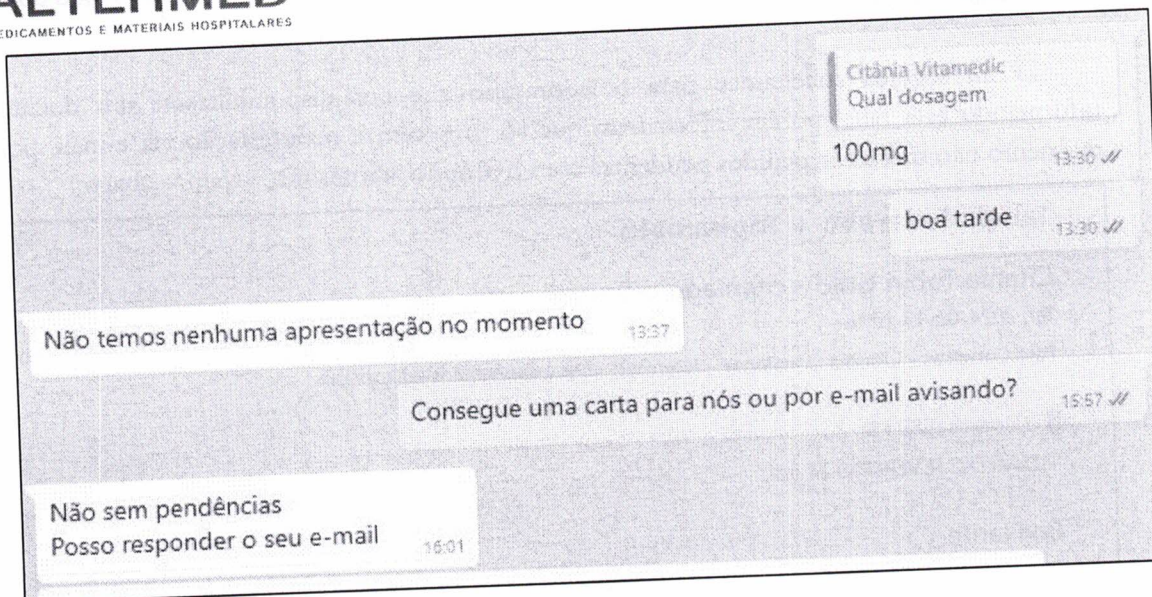 MEDICAMENTOS E MATERIAIS HOSPITALARES
Citânia Vitamedic
Qual dosagem
100mg
13:30
boa tarde
13:30
Não temos nenhuma apresentação no momento
13:37
Consegue uma carta para nós ou por e-mail avisando?
15:57
Não sem pendências
Posso responder o seu e-mail
16:01